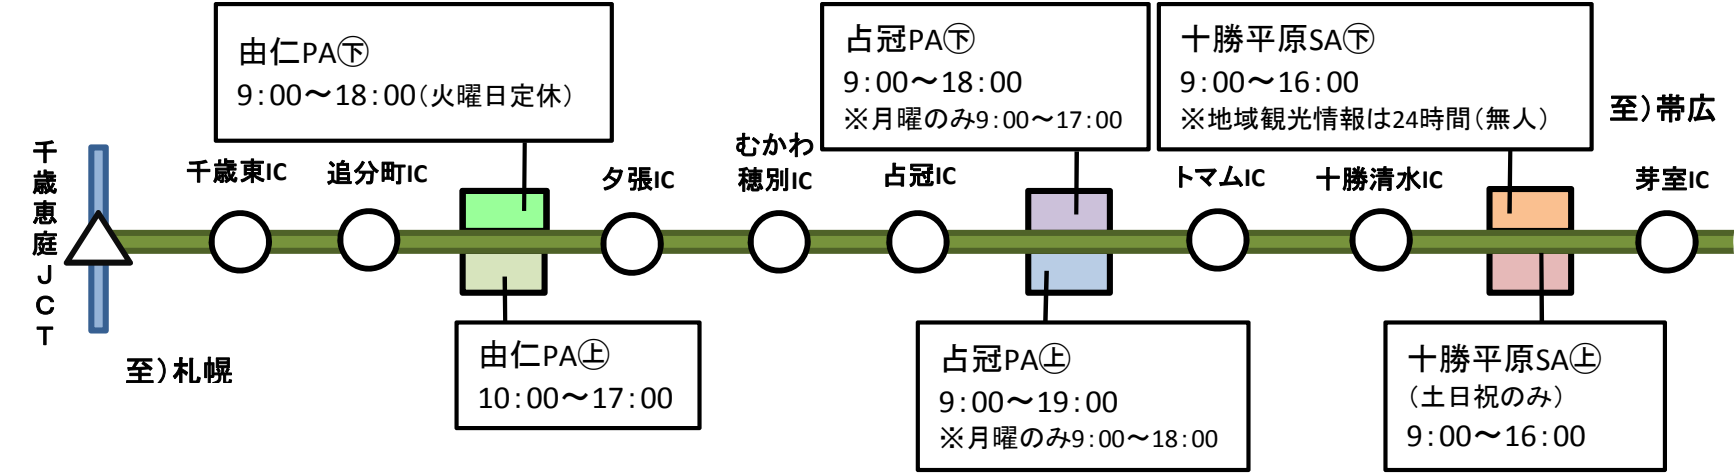 由仁PA㊦
9:00～18:00(火曜日定休)
占冠PA㊦
9:00～18:00
※月曜のみ9:00～17:00
十勝平原SA㊦
9:00～16:00
※地域観光情報は24時間(無人)
至)帯広
千歳恵庭JCT
千歳東IC
追分町IC
夕張IC
むかわ
穂別IC
占冠IC
トマムIC
十勝清水IC
芽室IC
至)札幌
由仁PA㊤
10:00～17:00
占冠PA㊤
9:00～19:00
※月曜のみ9:00～18:00
十勝平原SA㊤
(土日祝のみ)
9:00～16:00